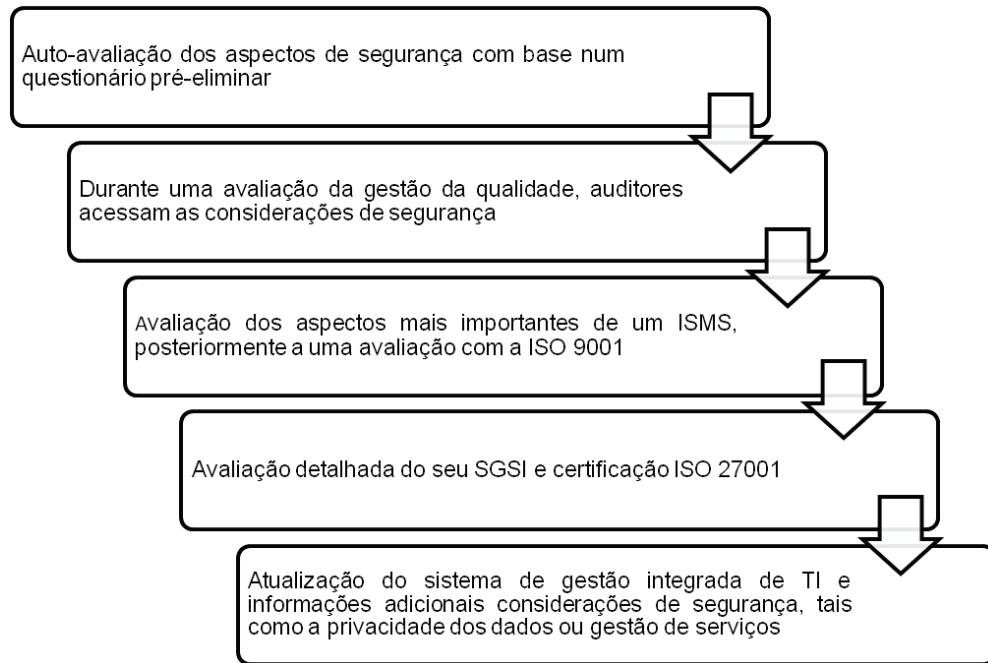 Auto-avaliação dos aspectos de segurança com base num
questionário pré-eliminar
Durante uma avaliação da gestão da qualidade, auditores
acessam as considerações de segurança
Avaliação dos aspectos mais importantes de um ISMS,
posteriormente a uma avaliação com a ISO 9001
Avaliação detalhada do seu SGSI e certificação ISO 27001
Atualização do sistema de gestão integrada de TI e
informações adicionais considerações de segurança, tais
como a privacidade dos dados ou gestão de serviços